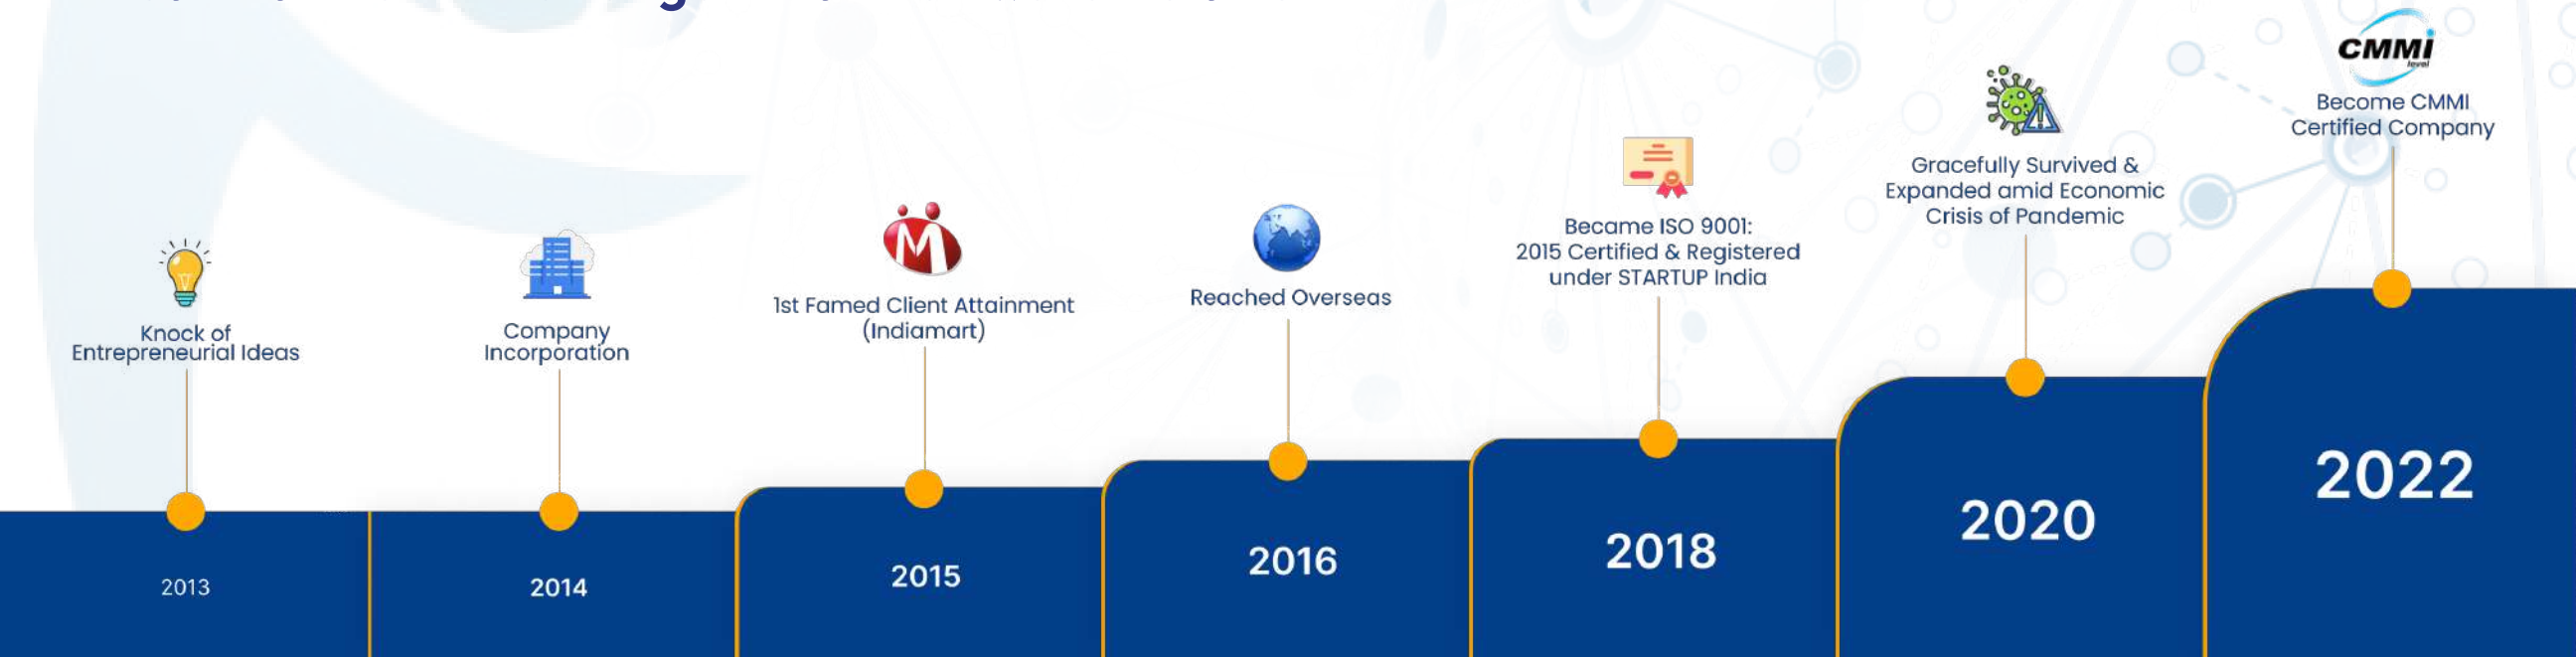 Knock of
Entrepreneurial Ideas
2013
Company
Incorporation
2014
M
1st Famed Client Attainment
(Indiamart)
2015
Reached Overseas
2016
Became ISO 9001:
2015 Certified & Registered
under STARTUP India
2018
Gracefully Survived &
Expanded amid Economic
Crisis of Pandemic
2020
CMMi
level
Become CMMI
Certified Company
2022